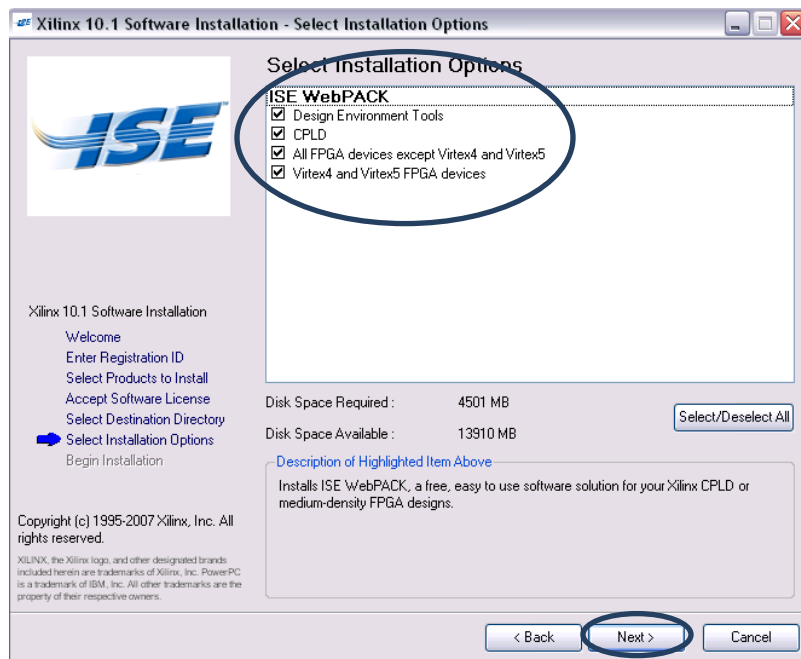 Xilinx 10.1 Software Installation - Select Installation Options
Select Installation Options
ISE WebPACK
Design Environment Tools
CPLD
All FPGA devices except Virtex4 and Virtex5
Virtex4 and Virtex5 FPGA devices
ISE
Xilinx 10.1 Software Installation
Welcome
Enter Registration ID
Select Products to Install
Accept Software License
Select Destination Directory
Select Installation Options
Begin Installation
Disk Space Required : 4501 MB
Disk Space Available : 13910 MB
Select/Deselect All
Description of Highlighted Item Above
Installs ISE WebPACK, a free, easy to use software solution for your Xilinx CPLD or
medium-density FPGA designs.
Copyright (c) 1995-2007 Xilinx, Inc. All
rights reserved.
XILINX, the Xilinx logo, and other designated brands
included herein are trademarks of Xilinx, Inc. PowerPC
is a trademark of IBM, Inc. All other trademarks are the
property of their respective owners.
< Back
Next >
Cancel